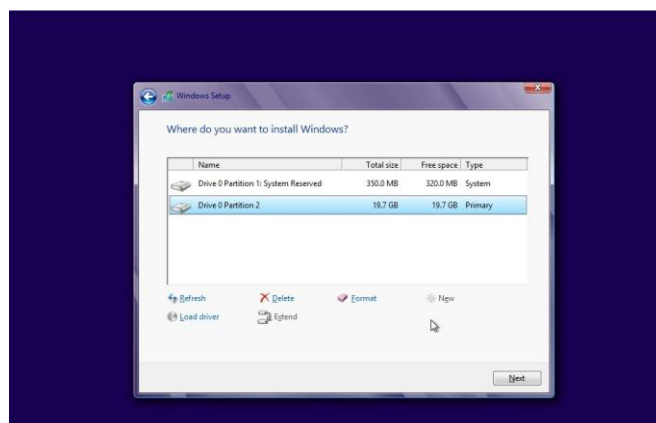 Windows Setup
Where do you want to install Windows?
Name Total size Free space Type
Drive 0 Partition 1: System Reserved 350.0 MB 320.0 MB System
Drive 0 Partition 2 19.7 GB 19.7 GB Primary
Refresh Delete Format New
Load driver Extend
Next